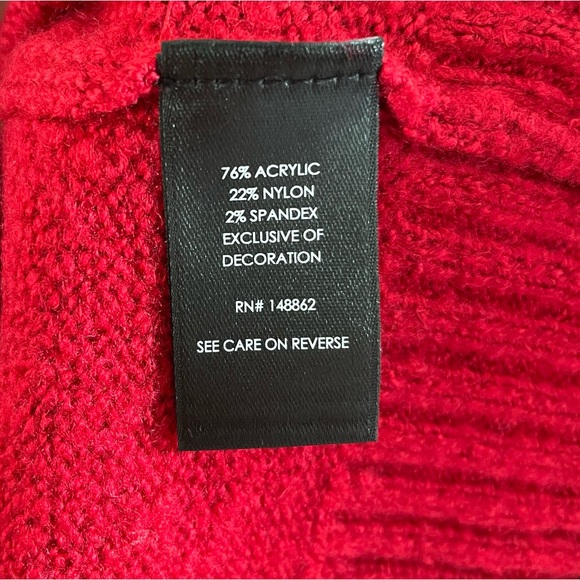 76% ACRYLIC
22% NYLON
2% SPANDEX
EXCLUSIVE OF
DECORATION
RN# 148862
SEE CARE ON REVERSE